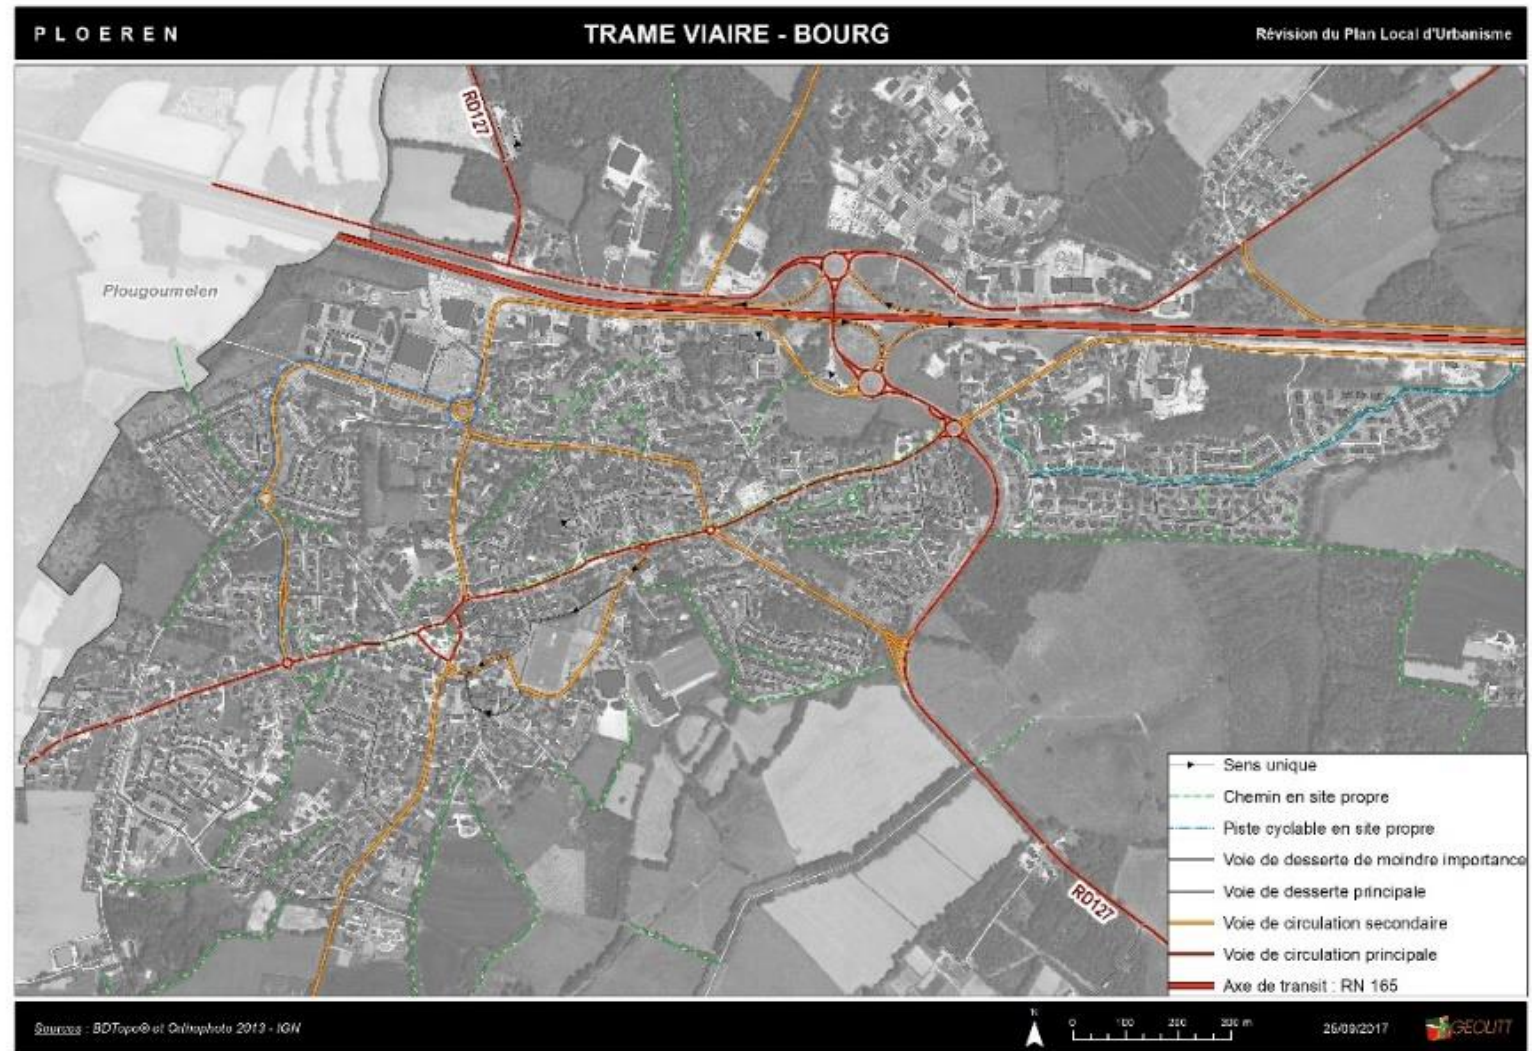 PLOEREN
TRAME VIAIRE - BOURG
Révision du Plan Local d'Urbanisme
RD127
Plougoumelen
RD127
Sens unique
Chemin en site propre
Piste cyclable en site propre
Voie de desserte de moindre importance
Voie de desserte principale
Voie de circulation secondaire
Voie de circulation principale
Axe de transit : RN 165
Sources : BDTopo® et Orthophoto 2013 - IGN
N
0 100 200 300 m
26/09/2017
GEOLITT